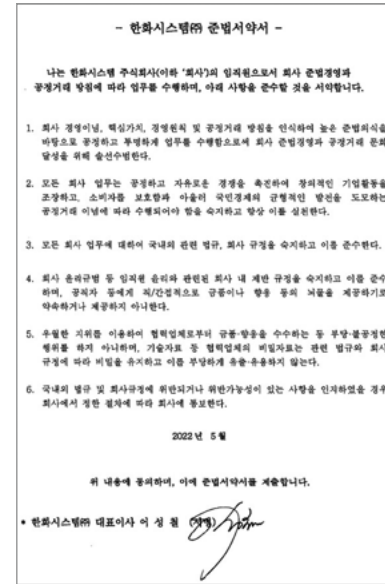 - 한화시스템㈜ 준법서약서 -
나는 한화시스템 주식회사(이하 '회사')의 임직원으로서 회사 준법경영과
공정거래 방침에 따라 업무를 수행하며, 아래 사항을 준수할 것을 서약합니다.
1. 회사 경영이념, 핵심가치, 경영원칙 및 공정거래 방침을 인식하여 높은 준법의식을
바탕으로 공정하고 투명하게 업무를 수행함으로써 회사 준법경영과 공정거래 문화
달성을 위해 솔선수범한다.
2. 모든 회사 업무는 공정하고 자유로운 경쟁을 촉진하여 창의적인 기업활동을
조장하고, 소비자를 보호함과 아울러 국민경제의 균형적인 발전을 도모하는
공정거래 이념에 따라 수행되어야 함을 숙지하고 항상 이를 실천한다.
3. 모든 회사 업무에 대하여 국내외 관련 법규, 회사 규정을 숙지하고 이를 준수한다.
4. 회사 윤리규범 등 임직원 윤리와 관련된 회사 내 제반 규정을 숙지하고 이를 준수
하며, 공직자 등에게 직/간접적으로 금품이나 향응 등의 뇌물을 제공하기로
약속하거나 제공하지 아니한다.
5. 우월한 지위를 이용하여 협력업체로부터 금품·향응을 수수하는 등 부당·불공정한
행위를 하지 아니하며, 기술자료 등 협력업체의 비밀자료는 관련 법규와 회사
규정에 따라 비밀을 유지하고 이를 부당하게 유출·유용하지 않는다.
6. 국내외 법규 및 회사규정에 위반되거나 위반가능성이 있는 사항을 인지하였을 경우
회사에서 정한 절차에 따라 회사에 통보한다.
2022년 5월
위 내용에 동의하며, 이에 준법서약서를 제출합니다.
* 한화시스템㈜ 대표이사 어 성 철 (서명)